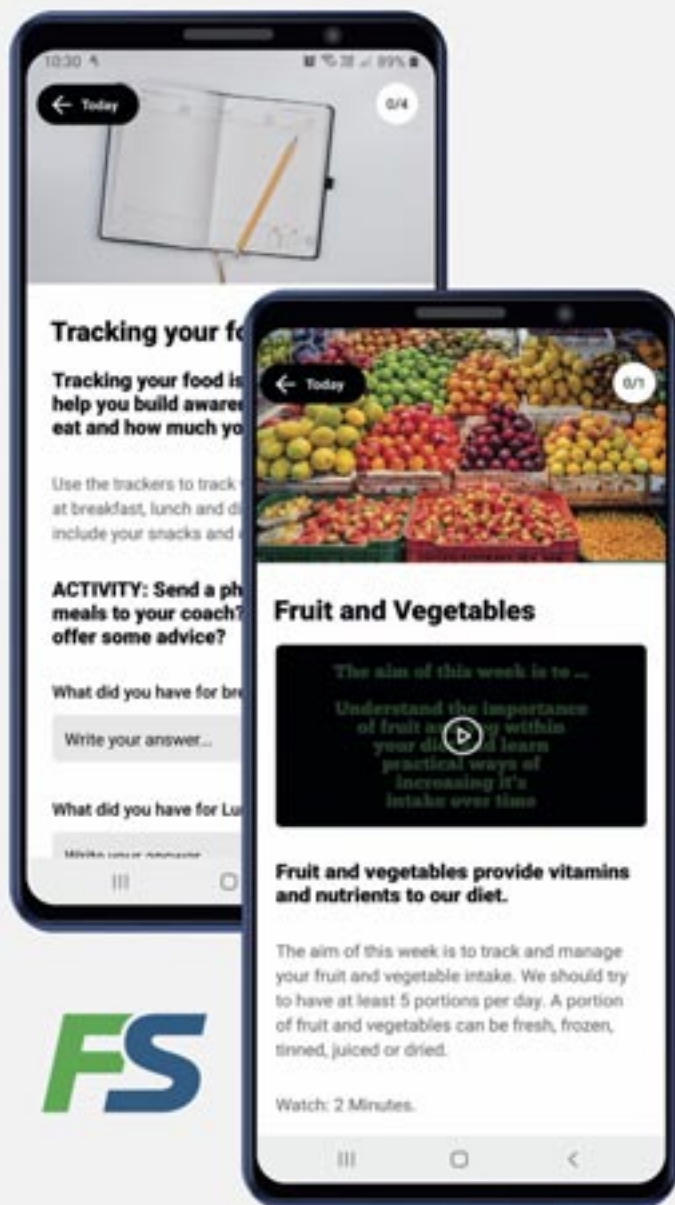 10:30
89%
← Today
0/4
Tracking your fo
Tracking your food is
help you build aware
eat and how much yo
Use the trackers to track
at breakfast, lunch and di
include your snacks and
ACTIVITY: Send a ph
meals to your coach?
offer some advice?
What did you have for bre
Write your answer...
What did you have for Lu
Write your answer
← Today
0/1
Fruit and Vegetables
The aim of this week is to ...
Understand the importance
of fruit and veg within
your diet and learn
practical ways of
increasing it's
intake over time
Fruit and vegetables provide vitamins
and nutrients to our diet.
The aim of this week is to track and manage
your fruit and vegetable intake. We should try
to have at least 5 portions per day. A portion
of fruit and vegetables can be fresh, frozen,
tinned, juiced or dried.
Watch: 2 Minutes.
FS